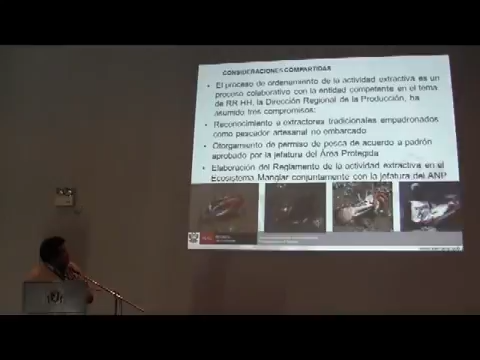 CONSIDERACIONES COMPARTIDAS
• El proceso de ordenamiento de la actividad extractiva es un
proceso colaborativo con la entidad competente en el tema
de RR HH, la Dirección Regional de la Producción, ha
asumido tres compromisos:
• Reconocimiento a extractores tradicionales empadronados
como pescador artesanal no embarcado
• Otorgamiento de permiso de pesca de acuerdo a padrón
aprobado por la jefatura del Área Protegida
• Elaboración del Reglamento de la actividad extractiva en el
Ecosistema Manglar conjuntamente con la jefatura del ANP